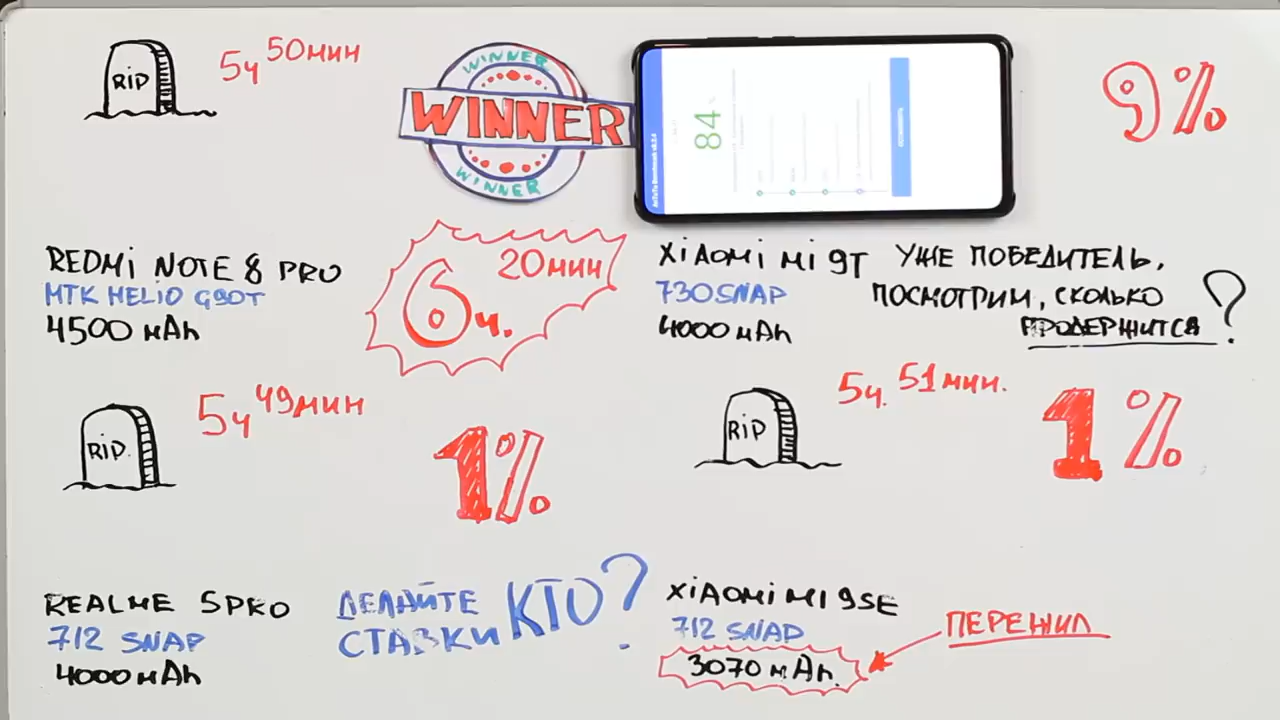 RIP
5ч 50мин
WINNER
WINNER
WINNER
84
9%
REDMI NOTE 8 PRO
MTK HELIO G90T
4500 mAh
6ч.
20мин
XIAOMI MI 9T
730 SNAP
4000 mAh
УЖЕ ПОБЕДИТЕЛЬ,
ПОСМОТРИМ, СКОЛЬКО
ПРОДЕРЖИТСЯ?
RIP
5ч 49мин
1%
RIP
5ч. 51мин.
1%
REALME 5PRO
712 SNAP
4000 mAh
ДЕЛАЙТЕ
СТАВКИ КТО?
XIAOMI MI 9SE
712 SNAP
3070 mAh
ПЕРЕЖИЛ